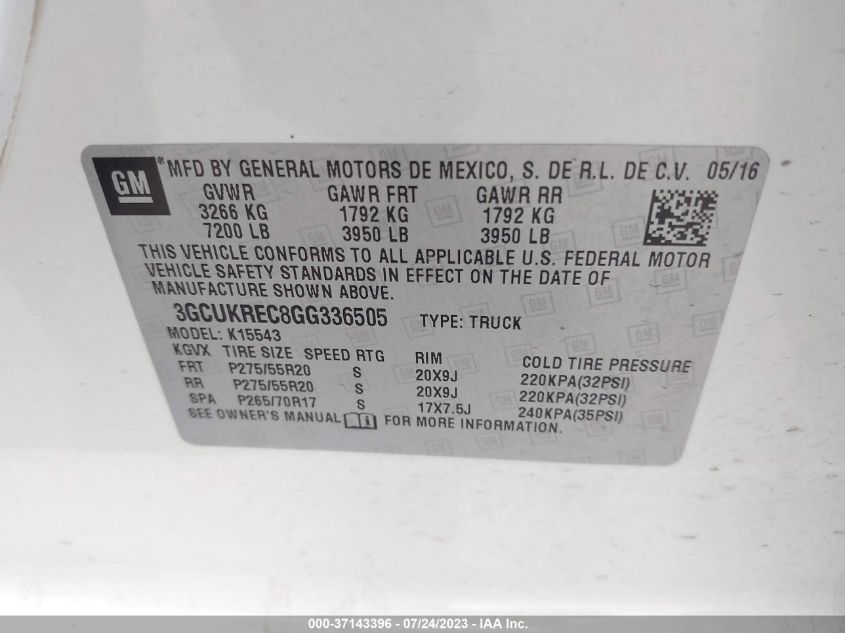 GM ® MFD BY GENERAL MOTORS DE MEXICO, S. DE R.L. DE C.V. 05/16
GVWR GAWR FRT GAWR RR
3266 KG 1792 KG 1792 KG
7200 LB 3950 LB 3950 LB
THIS VEHICLE CONFORMS TO ALL APPLICABLE U.S. FEDERAL MOTOR
VEHICLE SAFETY STANDARDS IN EFFECT ON THE DATE OF
MANUFACTURE SHOWN ABOVE.
3GCUKREC8GG336505 TYPE: TRUCK
MODEL: K15543
KGVX TIRE SIZE SPEED RTG RIM COLD TIRE PRESSURE
FRT P275/55R20 S 20X9J 220KPA(32PSI)
RR P275/55R20 S 20X9J 220KPA(32PSI)
SPA P265/70R17 S 17X7.5J 240KPA(35PSI)
SEE OWNER'S MANUAL FOR MORE INFORMATION.
000-37143396 - 07/24/2023 - IAA Inc.